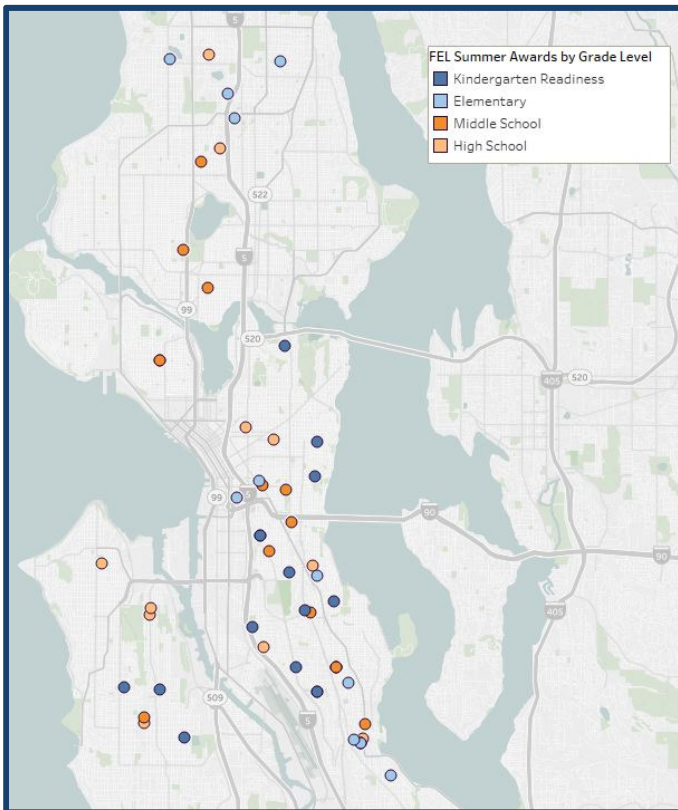 5
FEL Summer Awards by Grade Level
Kindergarten Readiness
Elementary
Middle School
High School
522
5
99
520
405
520
99
5
90
90
405
509
5